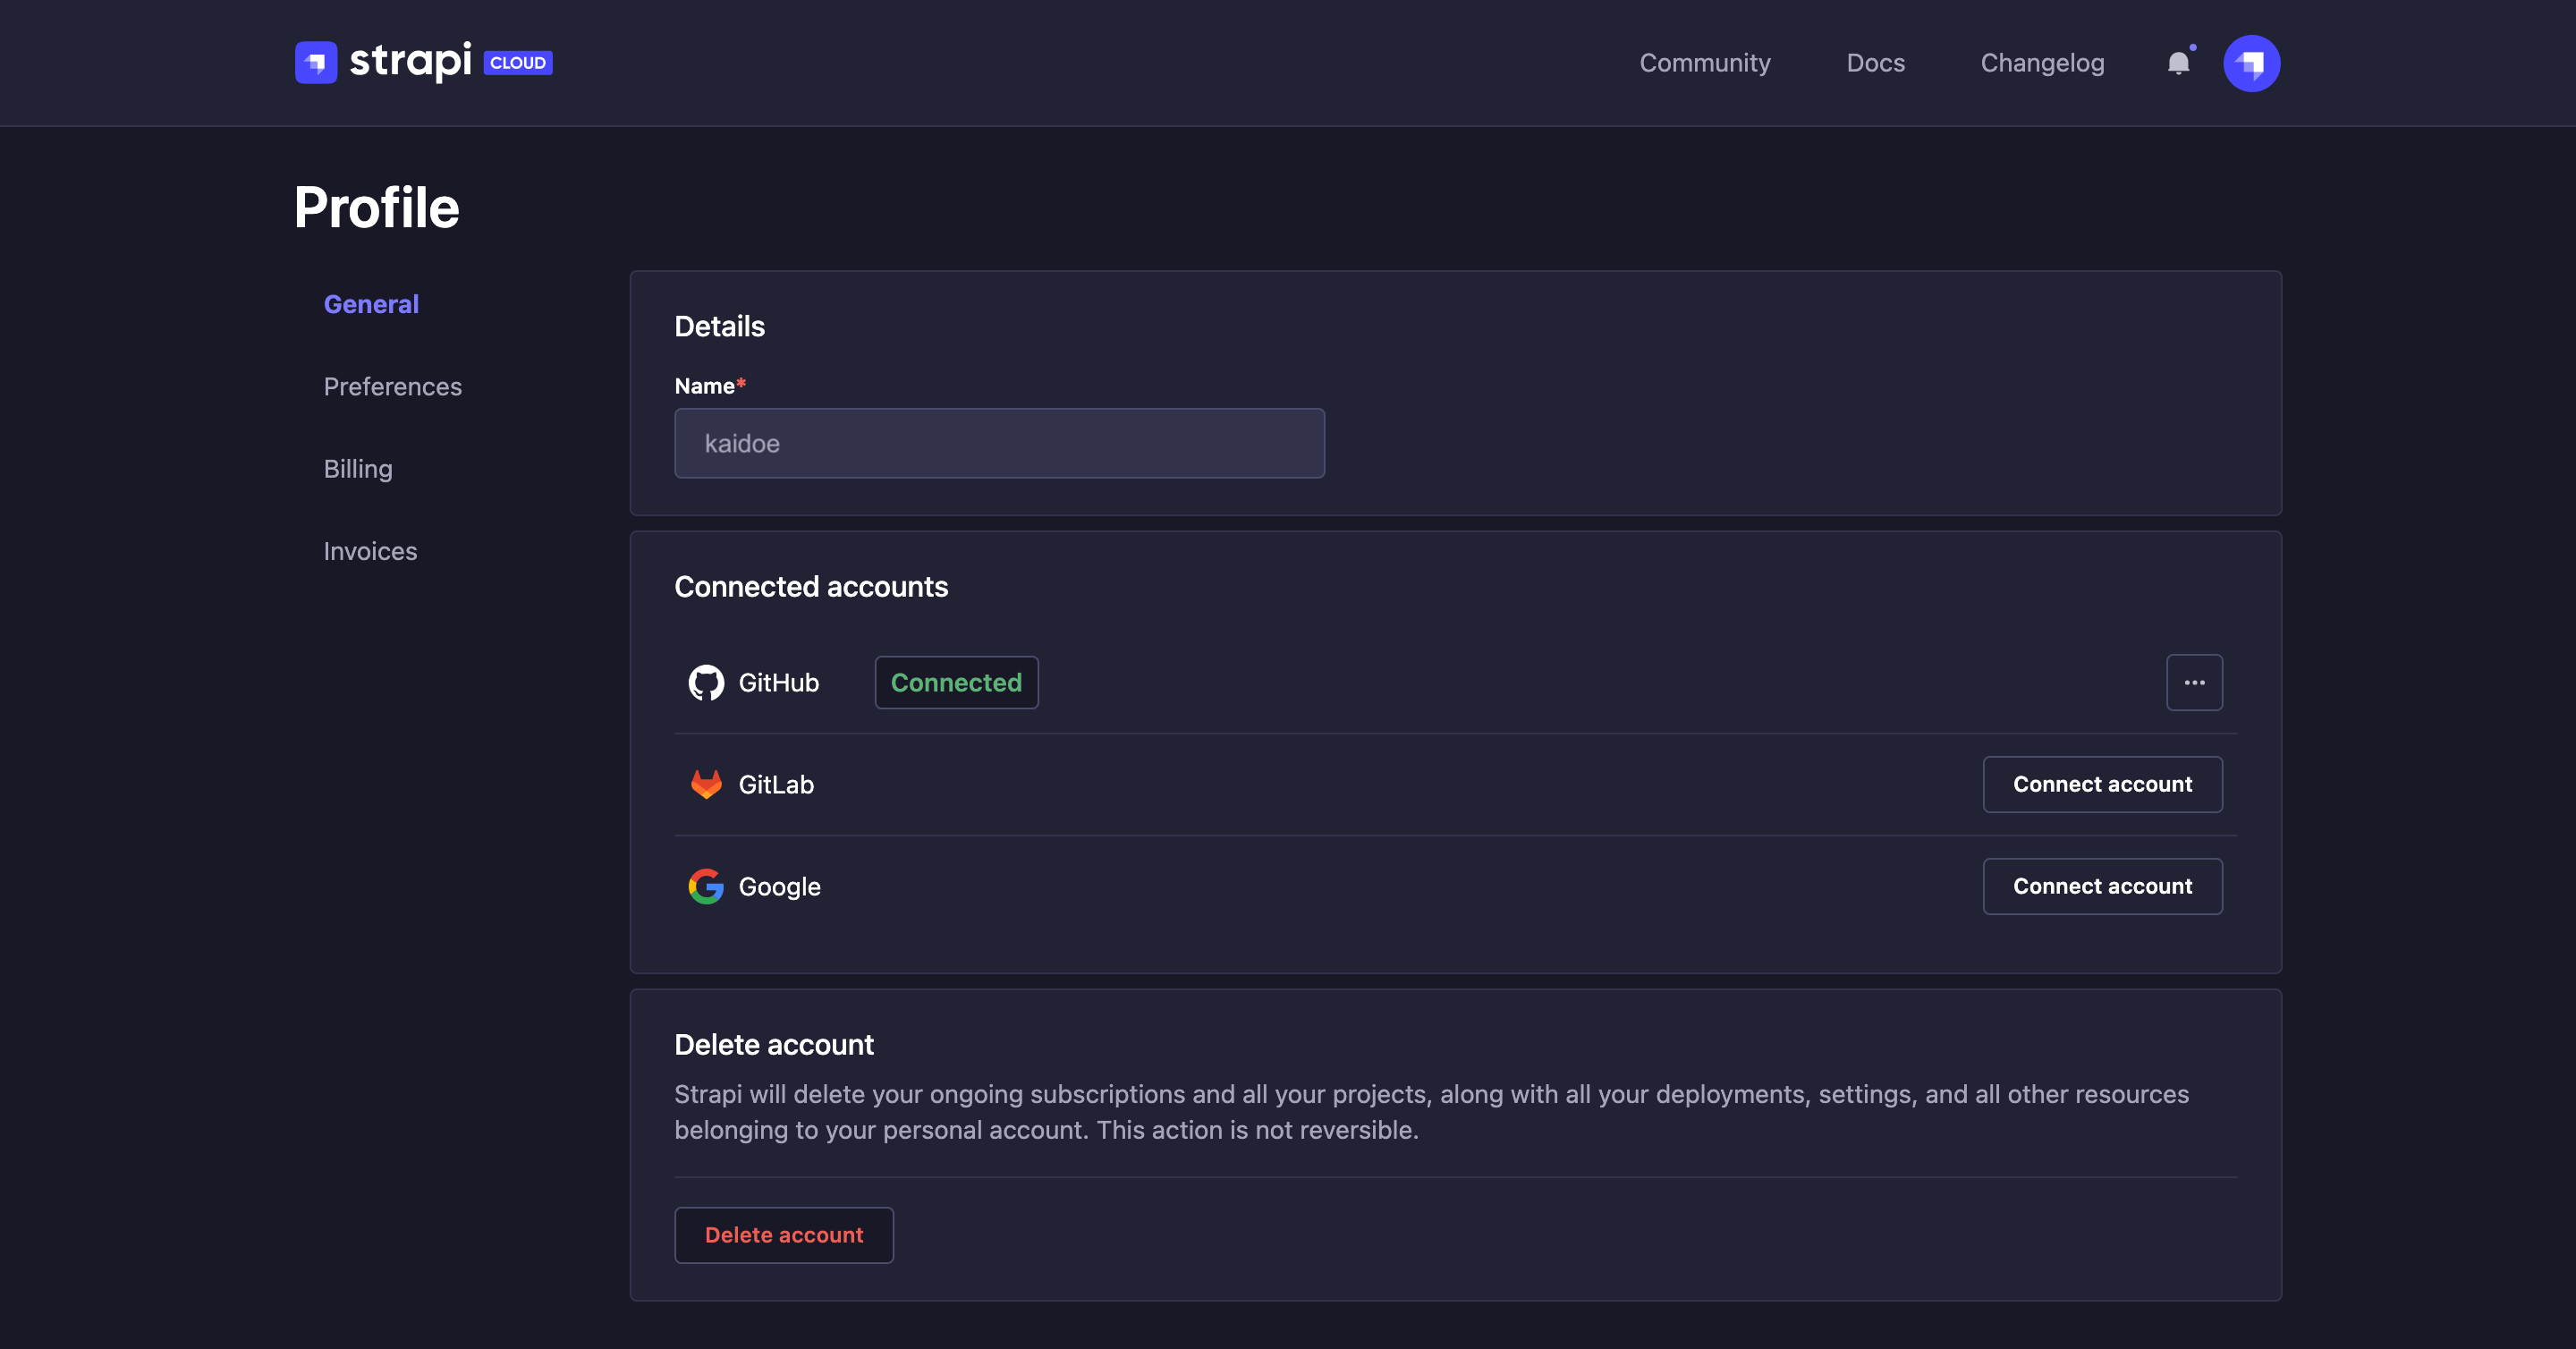 strapi CLOUD
Community
Docs
Changelog
Profile
General
Preferences
Billing
Invoices
Details
Name*
kaidoe
Connected accounts
GitHub
Connected
GitLab
Connect account
Google
Connect account
Delete account
Strapi will delete your ongoing subscriptions and all your projects, along with all your deployments, settings, and all other resources
belonging to your personal account. This action is not reversible.
Delete account